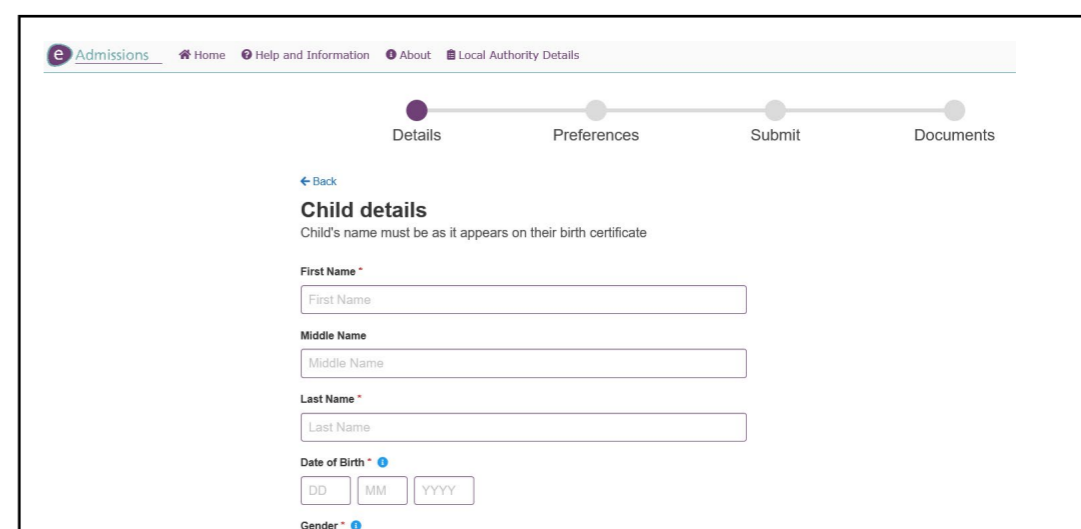 e Admissions Home Help and Information About Local Authority Details
Details Preferences Submit Documents
Back
Child details
Child's name must be as it appears on their birth certificate
First Name *
First Name
Middle Name
Middle Name
Last Name *
Last Name
Date of Birth *
DD MM YYYY
Gender *